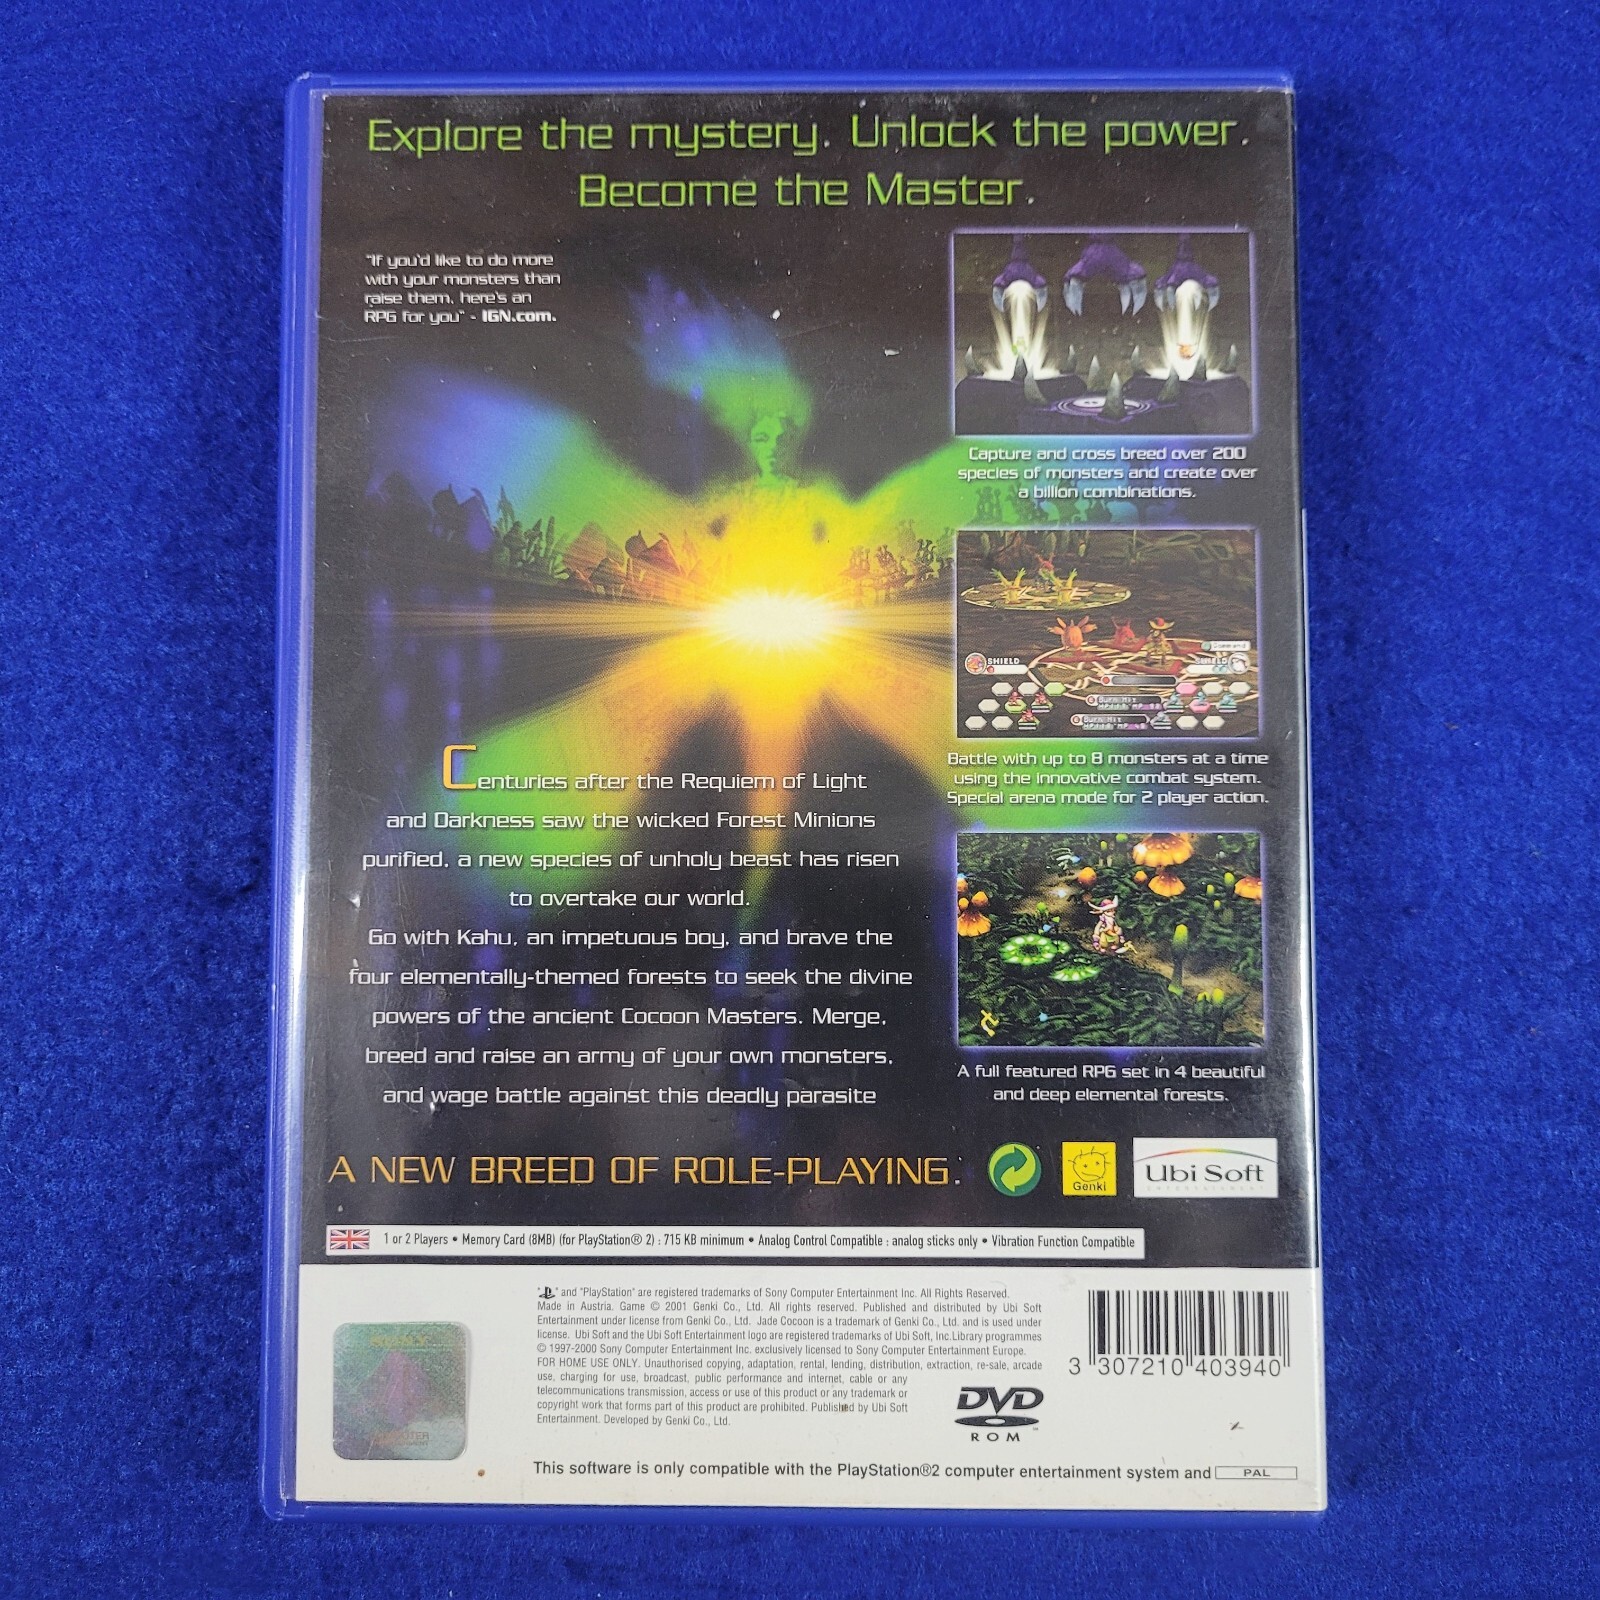 Explore the mystery. Unlock the power.
Become the Master.
"If you'd like to do more
with your monsters than
raise them, here's an
RPG for you" - IGN.com.
Capture and cross breed over 200
species of monsters and create over
a billion combinations.
SHIELD
SHIELD
Battle with up to 8 monsters at a time
using the innovative combat system.
Special arena mode for 2 player action.
Centuries after the Requiem of Light
and Darkness saw the wicked Forest Minions
purified, a new species of unholy beast has risen
to overtake our world.
Go with Kahu, an impetuous boy, and brave the
four elementally-themed forests to seek the divine
powers of the ancient Cocoon Masters. Merge,
breed and raise an army of your own monsters,
and wage battle against this deadly parasite
A full featured RPG set in 4 beautiful
and deep elemental forests.
A NEW BREED OF ROLE-PLAYING.
Genki
Ubi Soft
ENTERTAINMENT
1 or 2 Players • Memory Card (8MB) (for PlayStation® 2) : 715 KB minimum • Analog Control Compatible : analog sticks only • Vibration Function Compatible
" " and "PlayStation" are registered trademarks of Sony Computer Entertainment Inc. All Rights Reserved.
Made in Austria. Game © 2001 Genki Co., Ltd. All rights reserved. Published and distributed by Ubi Soft
Entertainment under license from Genki Co., Ltd. Jade Cocoon is a trademark of Genki Co., Ltd. and is used under
license. Ubi Soft and the Ubi Soft Entertainment logo are registered trademarks of Ubi Soft, Inc.Library programmes
© 1997-2000 Sony Computer Entertainment Inc. exclusively licensed to Sony Computer Entertainment Europe.
FOR HOME USE ONLY. Unauthorised copying, adaptation, rental, lending, distribution, extraction, re-sale, arcade
use, charging for use, broadcast, public performance and internet, cable or any
telecommunications transmission, access or use of this product or any trademark or
copyright work that forms part of this product are prohibited. Published by Ubi Soft
Entertainment. Developed by Genki Co., Ltd.
3 307210 403940
DVD
ROM
This software is only compatible with the PlayStation®2 computer entertainment system and PAL